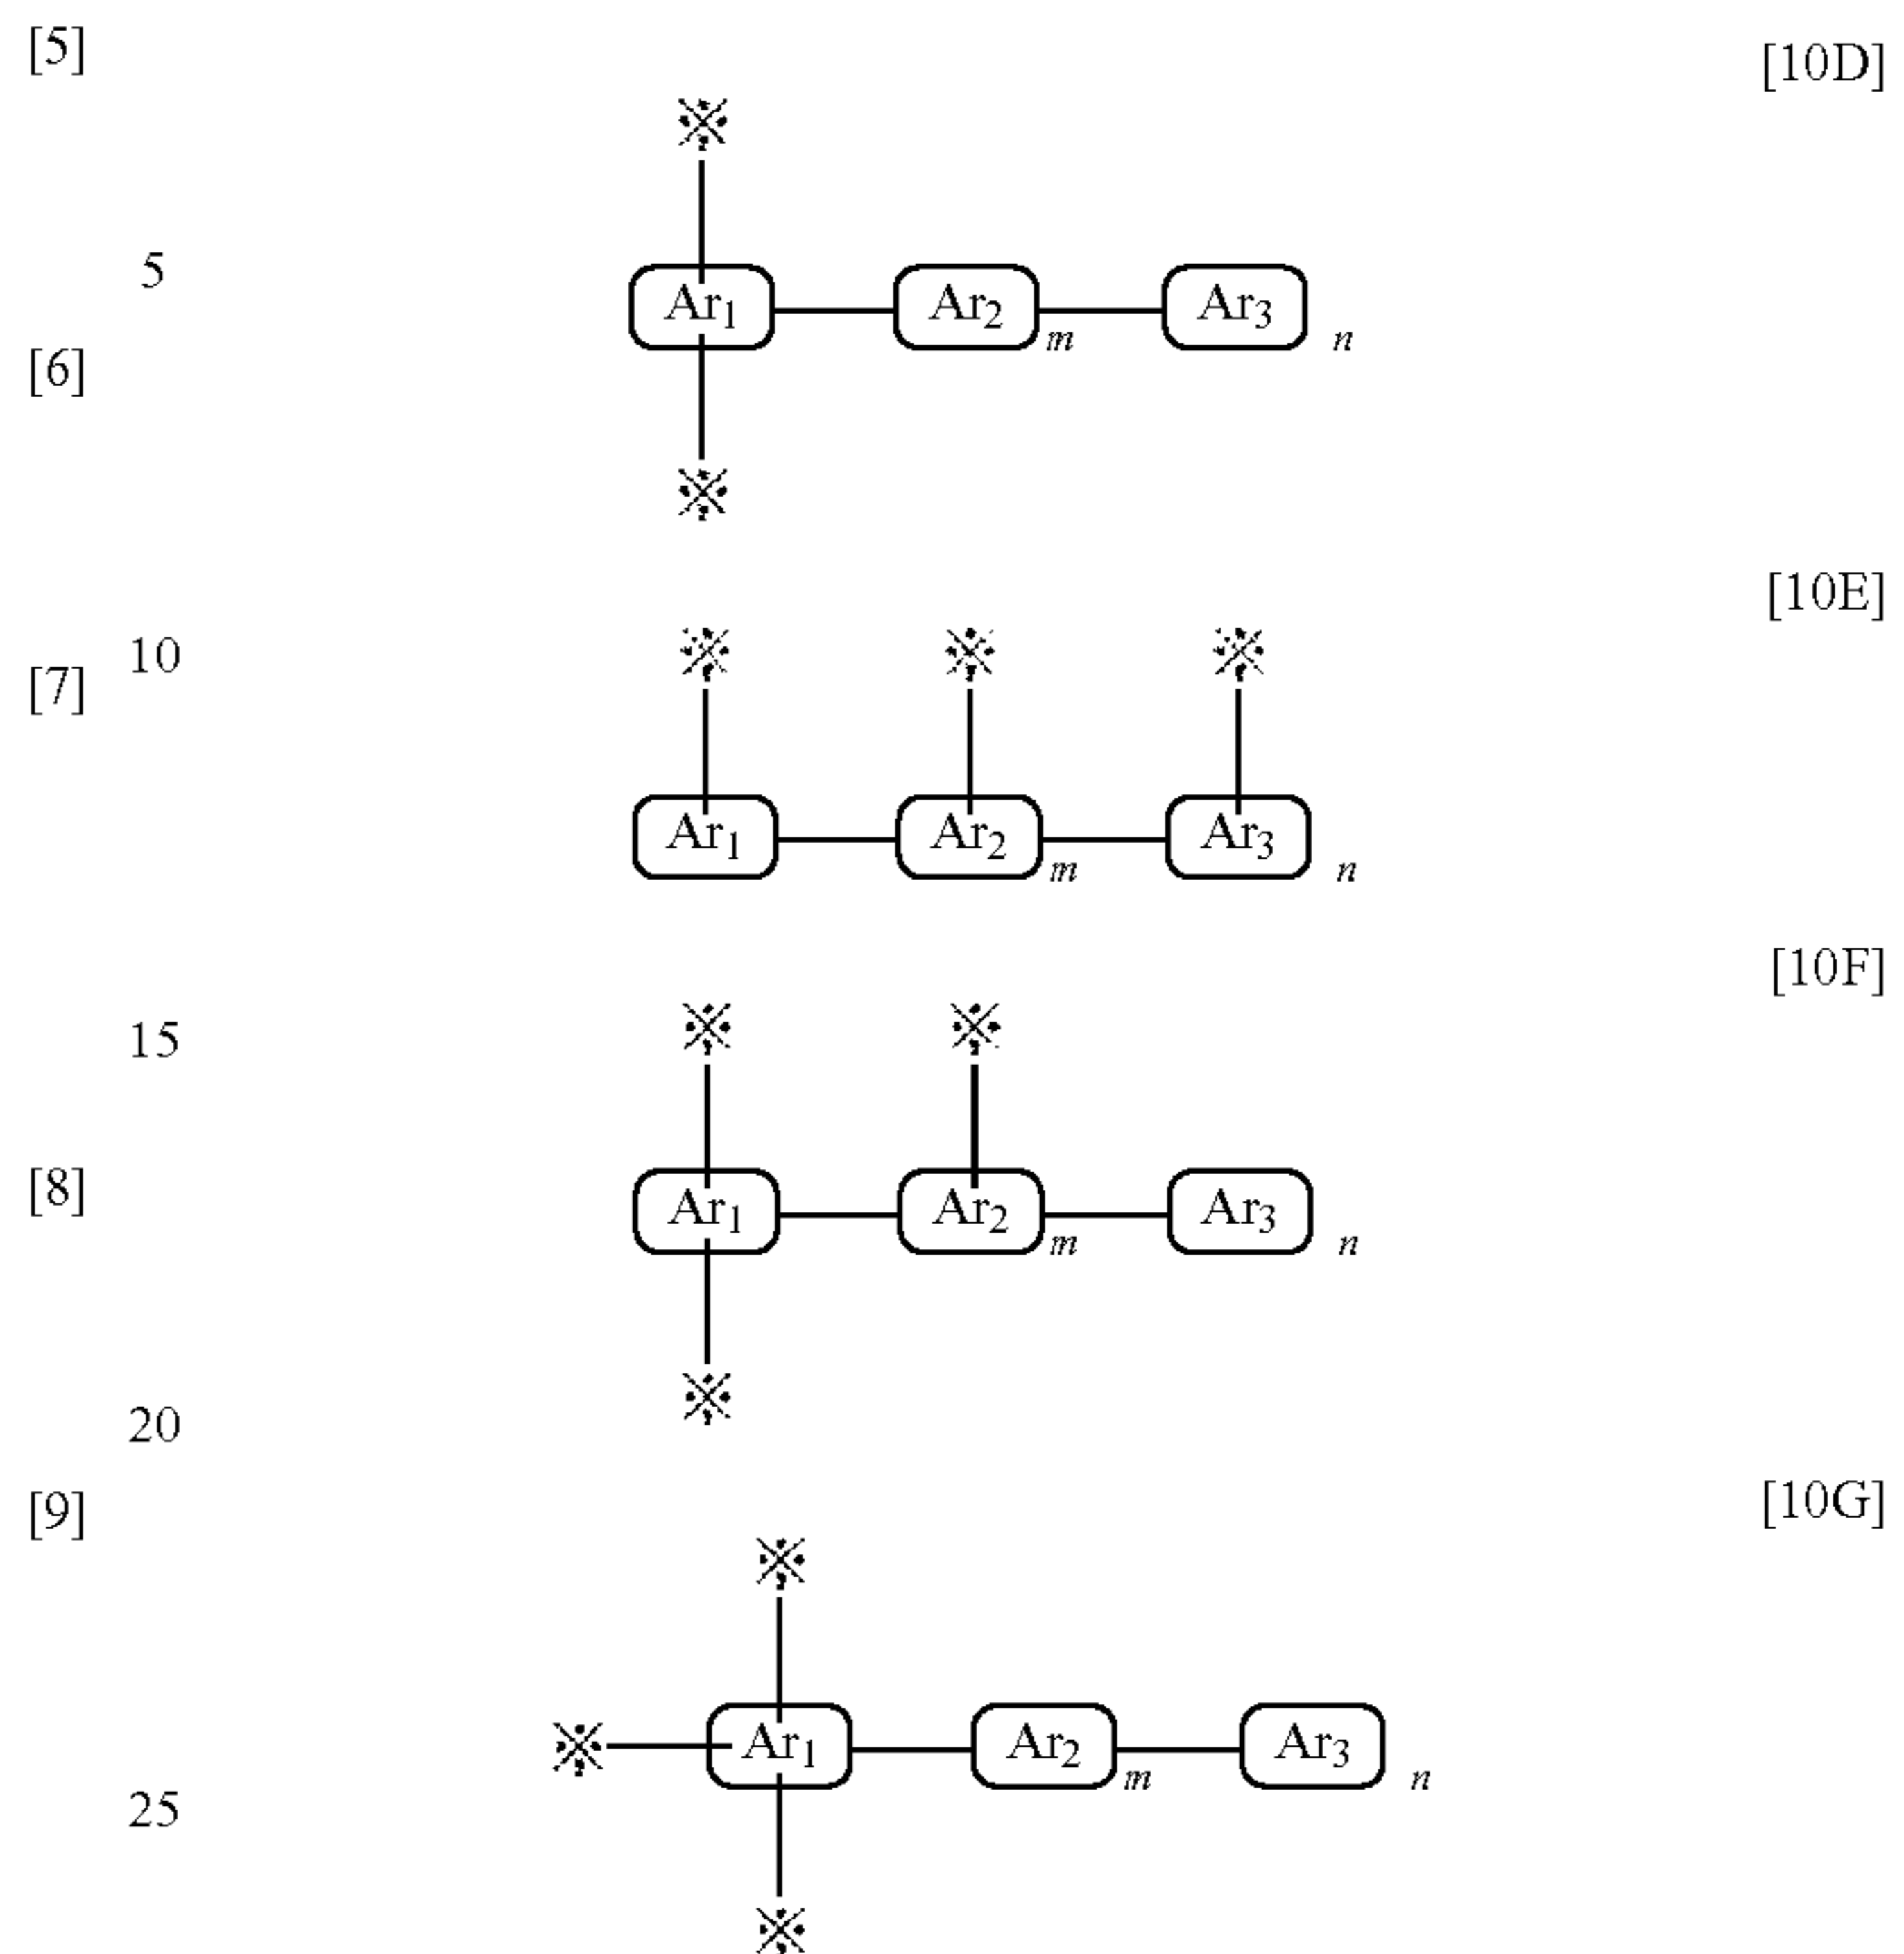 [5]
[10D]
※
5
Ar1 Ar2 m Ar3 n
[6]
※
[10E]
※ ※ ※
10
[7]
Ar1 Ar2 m Ar3 n
[10F]
※ ※
15
[8]
Ar1 Ar2 m Ar3 n
※
20
[9]
[10G]
※
※ Ar1 Ar2 m Ar3 n
25
※